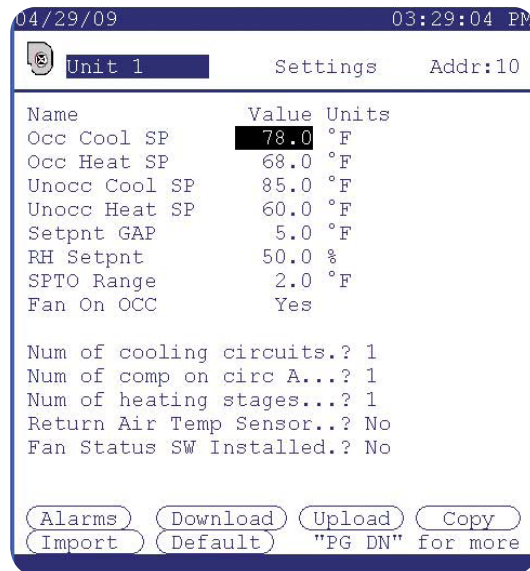 04/29/09 03:29:04 PM
Unit 1 Settings Addr:10
Name Value Units
Occ Cool SP 78.0 °F
Occ Heat SP 68.0 °F
Unocc Cool SP 85.0 °F
Unocc Heat SP 60.0 °F
Setpnt GAP 5.0 °F
RH Setpnt 50.0 %
SPTO Range 2.0 °F
Fan On OCC Yes
Num of cooling circuits.? 1
Num of comp on circ A...? 1
Num of heating stages...? 1
Return Air Temp Sensor..? No
Fan Status SW Installed.? No
Alarms Download Upload Copy
Import Default "PG DN" for more